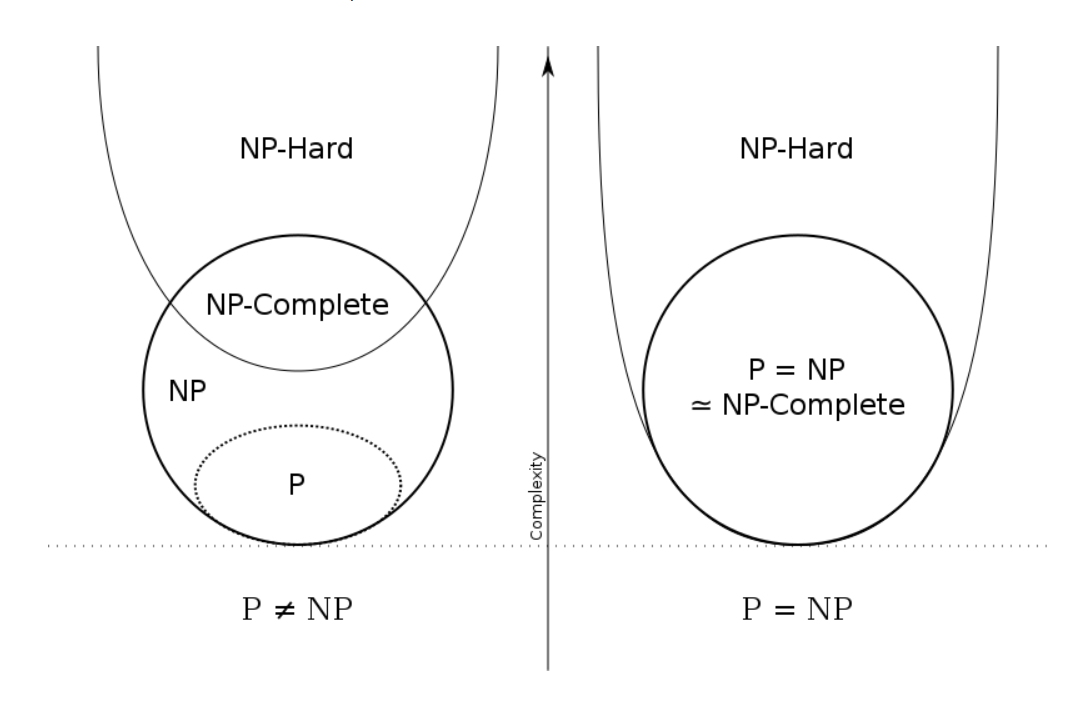 NP-Hard
NP-Complete
NP
P
P ≠ NP
Complexity
NP-Hard
P = NP
≃ NP-Complete
P = NP